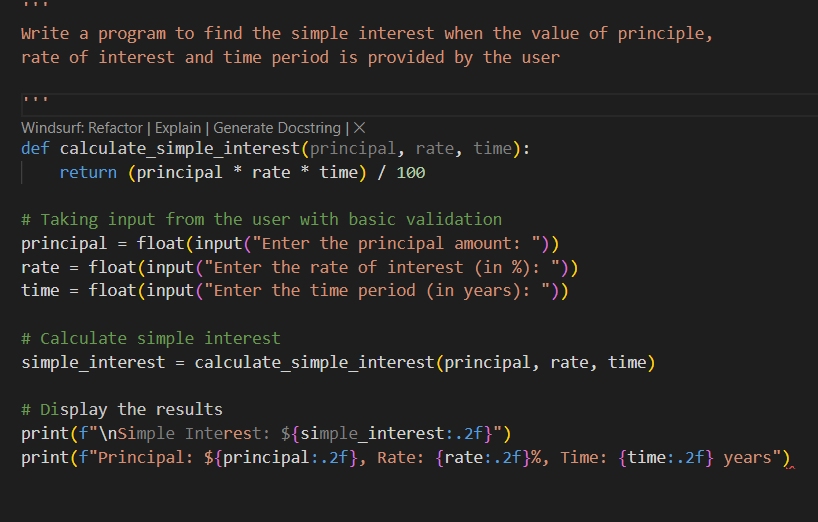 '''
Write a program to find the simple interest when the value of principle,
rate of interest and time period is provided by the user
'''
Windsurf: Refactor | Explain | Generate Docstring | ✕
def calculate_simple_interest(principal, rate, time):
    return (principal * rate * time) / 100
# Taking input from the user with basic validation
principal = float(input("Enter the principal amount: "))
rate = float(input("Enter the rate of interest (in %): "))
time = float(input("Enter the time period (in years): "))
# Calculate simple interest
simple_interest = calculate_simple_interest(principal, rate, time)
# Display the results
print(f"\nSimple Interest: ${simple_interest:.2f}")
print(f"Principal: ${principal:.2f}, Rate: {rate:.2f}%, Time: {time:.2f} years")